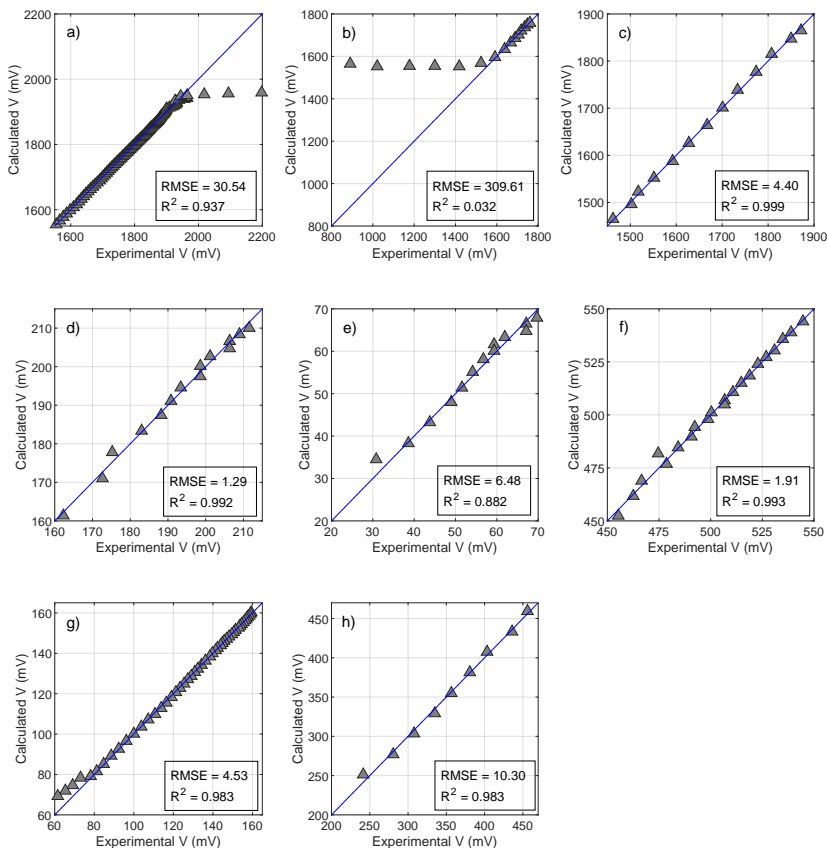 a)
2200
2000
1800
1600
Calculated V (mV)
RMSE = 30.54
R² = 0.937
1600 1800 2000 2200
Experimental V (mV)
b)
1800
1600
1400
1200
1000
800
Calculated V (mV)
RMSE = 309.61
R² = 0.032
800 1000 1200 1400 1600 1800
Experimental V (mV)
c)
1900
1800
1700
1600
1500
Calculated V (mV)
RMSE = 4.40
R² = 0.999
1500 1600 1700 1800 1900
Experimental V (mV)
d)
210
200
190
180
170
160
Calculated V (mV)
RMSE = 1.29
R² = 0.992
160 170 180 190 200 210
Experimental V (mV)
e)
70
60
50
40
30
20
Calculated V (mV)
RMSE = 6.48
R² = 0.882
20 30 40 50 60 70
Experimental V (mV)
f)
550
525
500
475
450
Calculated V (mV)
RMSE = 1.91
R² = 0.993
450 475 500 525 550
Experimental V (mV)
g)
160
140
120
100
80
60
Calculated V (mV)
RMSE = 4.53
R² = 0.983
60 80 100 120 140 160
Experimental V (mV)
h)
450
400
350
300
250
200
Calculated V (mV)
RMSE = 10.30
R² = 0.983
200 250 300 350 400 450
Experimental V (mV)